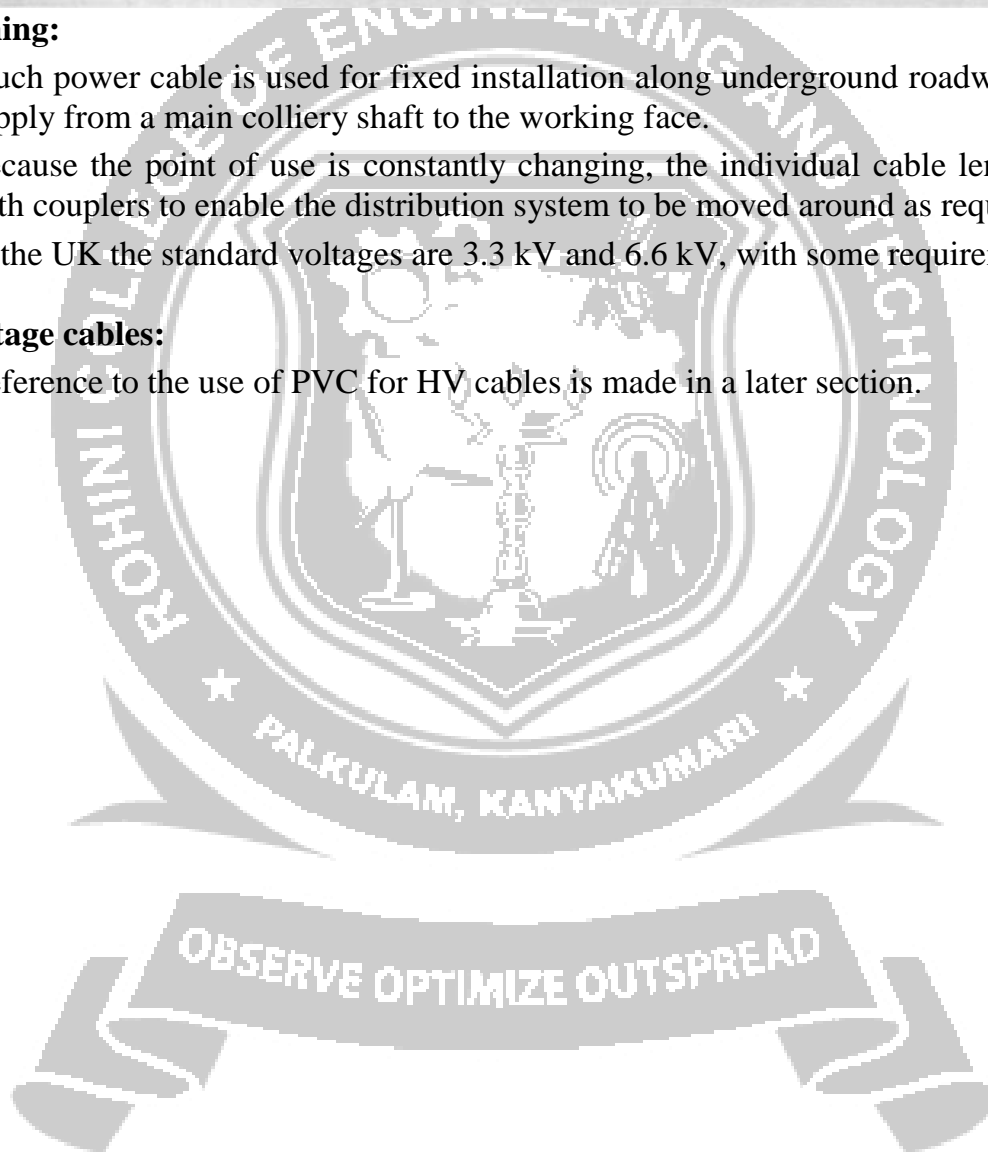 ning:
uch power cable is used for fixed installation along underground roadw
pply from a main colliery shaft to the working face.
cause the point of use is constantly changing, the individual cable len
th couplers to enable the distribution system to be moved around as requ
the UK the standard voltages are 3.3 kV and 6.6 kV, with some requirem
tage cables:
eference to the use of PVC for HV cables is made in a later section.
ROHINI COLLEGE OF ENGINEERING AND TECHNOLOGY
PALKULAM, KANYAKUMARI
OBSERVE OPTIMIZE OUTSPREAD